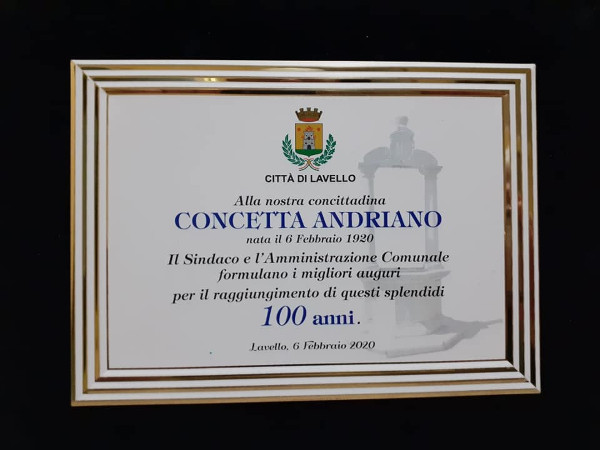 CITTÀ DI LAVELLO
Alla nostra concittadina
CONCETTA ANDRIANO
nata il 6 Febbraio 1920
Il Sindaco e l'Amministrazione Comunale
formulano i migliori auguri
per il raggiungimento di questi splendidi
100 anni.
Lavello, 6 Febbraio 2020